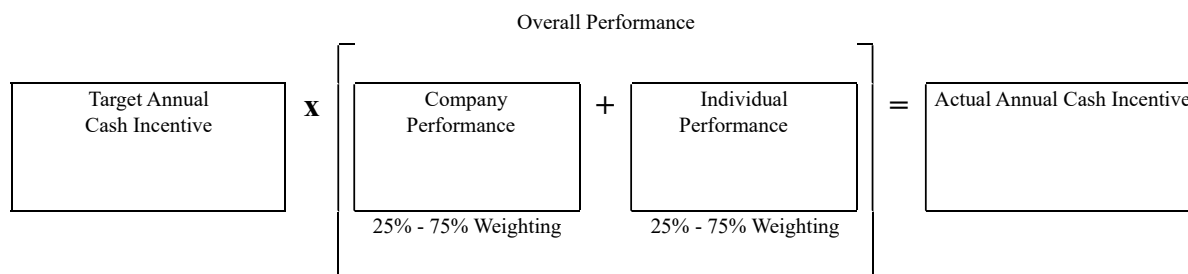 Overall Performance
Target Annual
Cash Incentive
x
Company
Performance
+
Individual
Performance
=
Actual Annual Cash Incentive
25% - 75% Weighting
25% - 75% Weighting